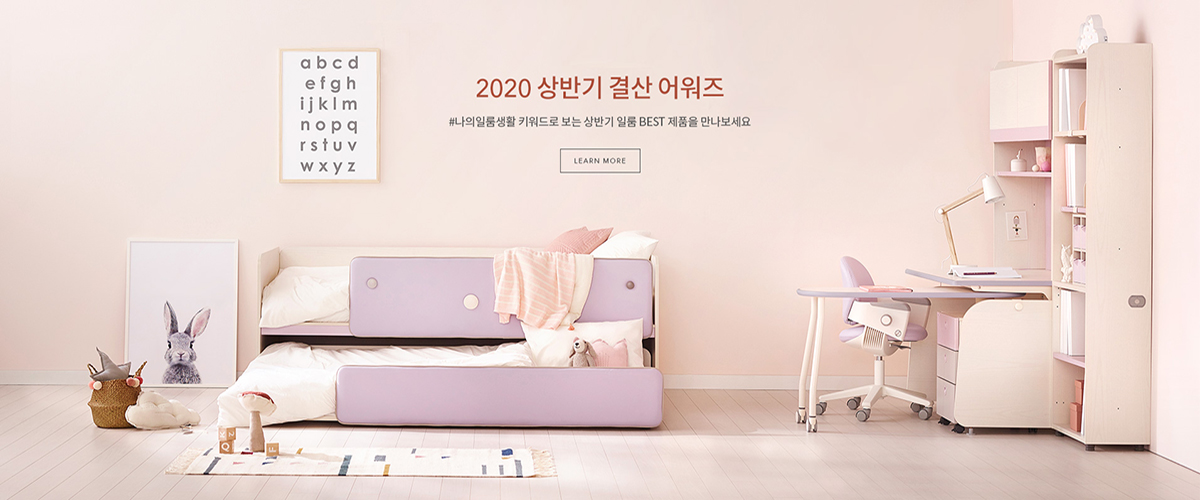 abcd
efgh
ijklm
nopq
rstuv
wxyz
2020 상반기 결산 어워즈
#나의일룸생활 키워드로 보는 상반기 일룸 BEST 제품을 만나보세요
LEARN MORE